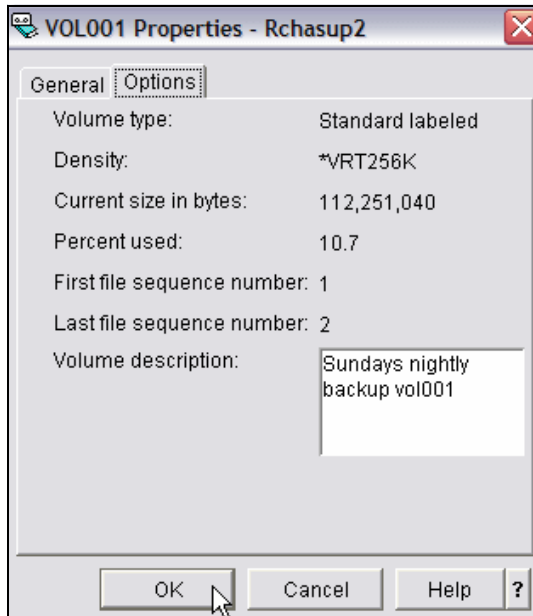 VOL001 Properties - Rchasup2
General Options
Volume type: Standard labeled
Density: *VRT256K
Current size in bytes: 112,251,040
Percent used: 10.7
First file sequence number: 1
Last file sequence number: 2
Volume description: Sundays nightly
backup vol001
OK Cancel Help ?